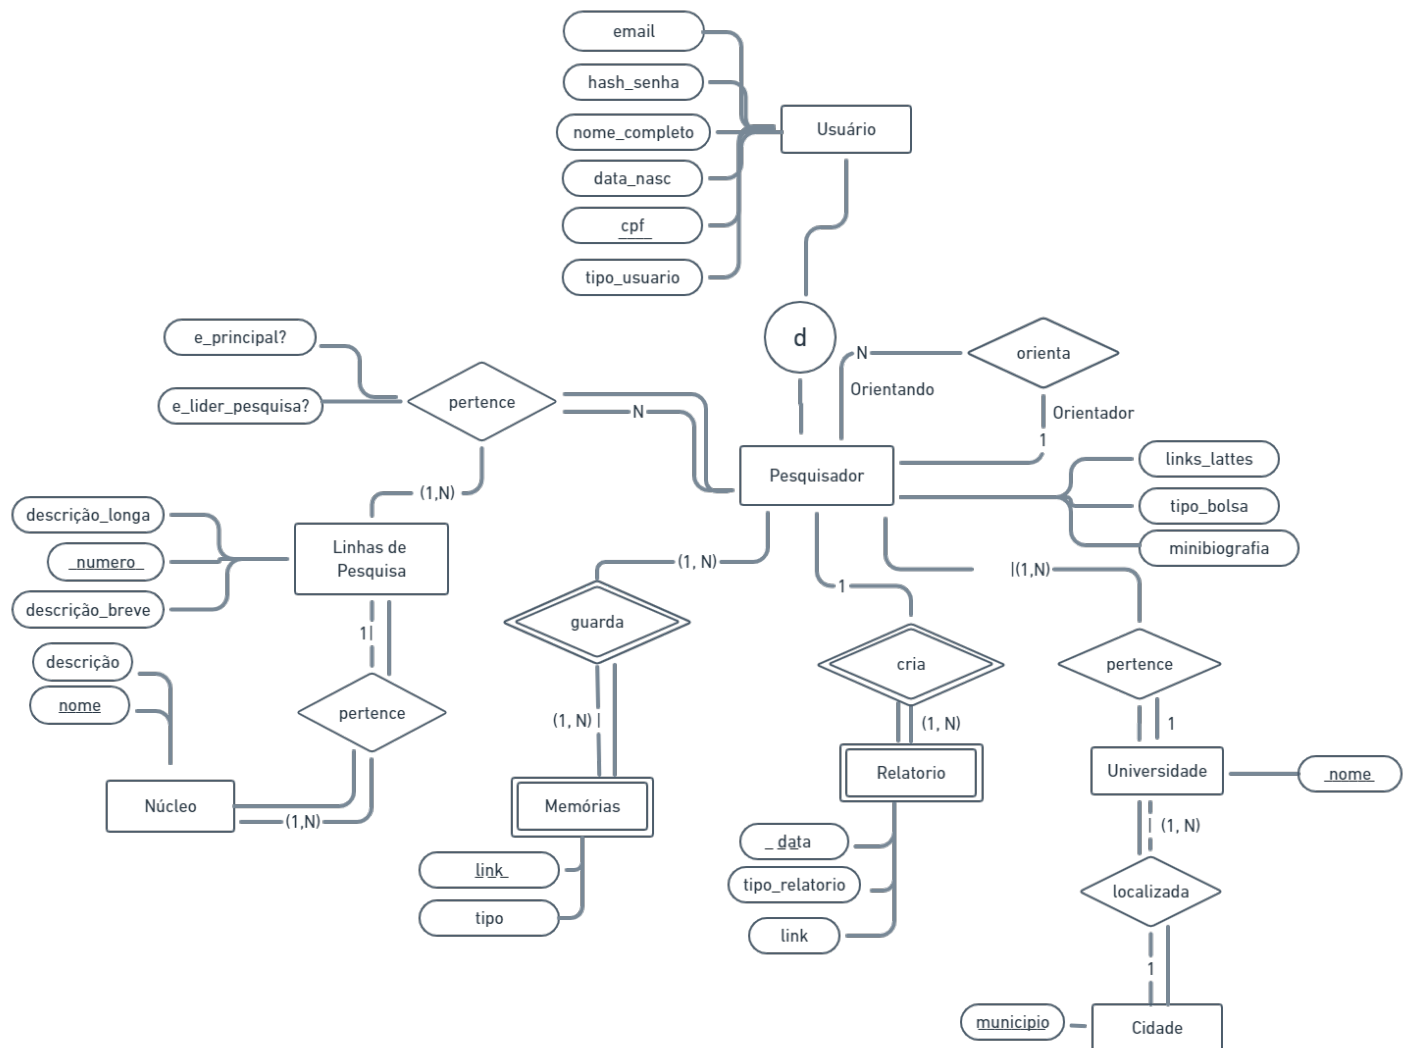 email
hash_senha
Usuário
nome_completo
data_nasc
cpf
tipo_usuario
e_principal?
d
N
orienta
Orientando
e_lider_pesquisa?
pertence
N
Orientador
1
links_lattes
Pesquisador
(1,N)
tipo_bolsa
descrição_longa
minibiografia
Linhas de
Pesquisa
_numero_
(1, N)
|(1,N)
1
descrição_breve
guarda
1|
descrição
cria
pertence
nome
pertence
(1, N) |
(1, N)
1
Universidade
Relatorio
nome
Núcleo
Memórias
(1,N)
| (1, N)
_ data
link
tipo_relatorio
localizada
tipo
link
1
municipio
Cidade